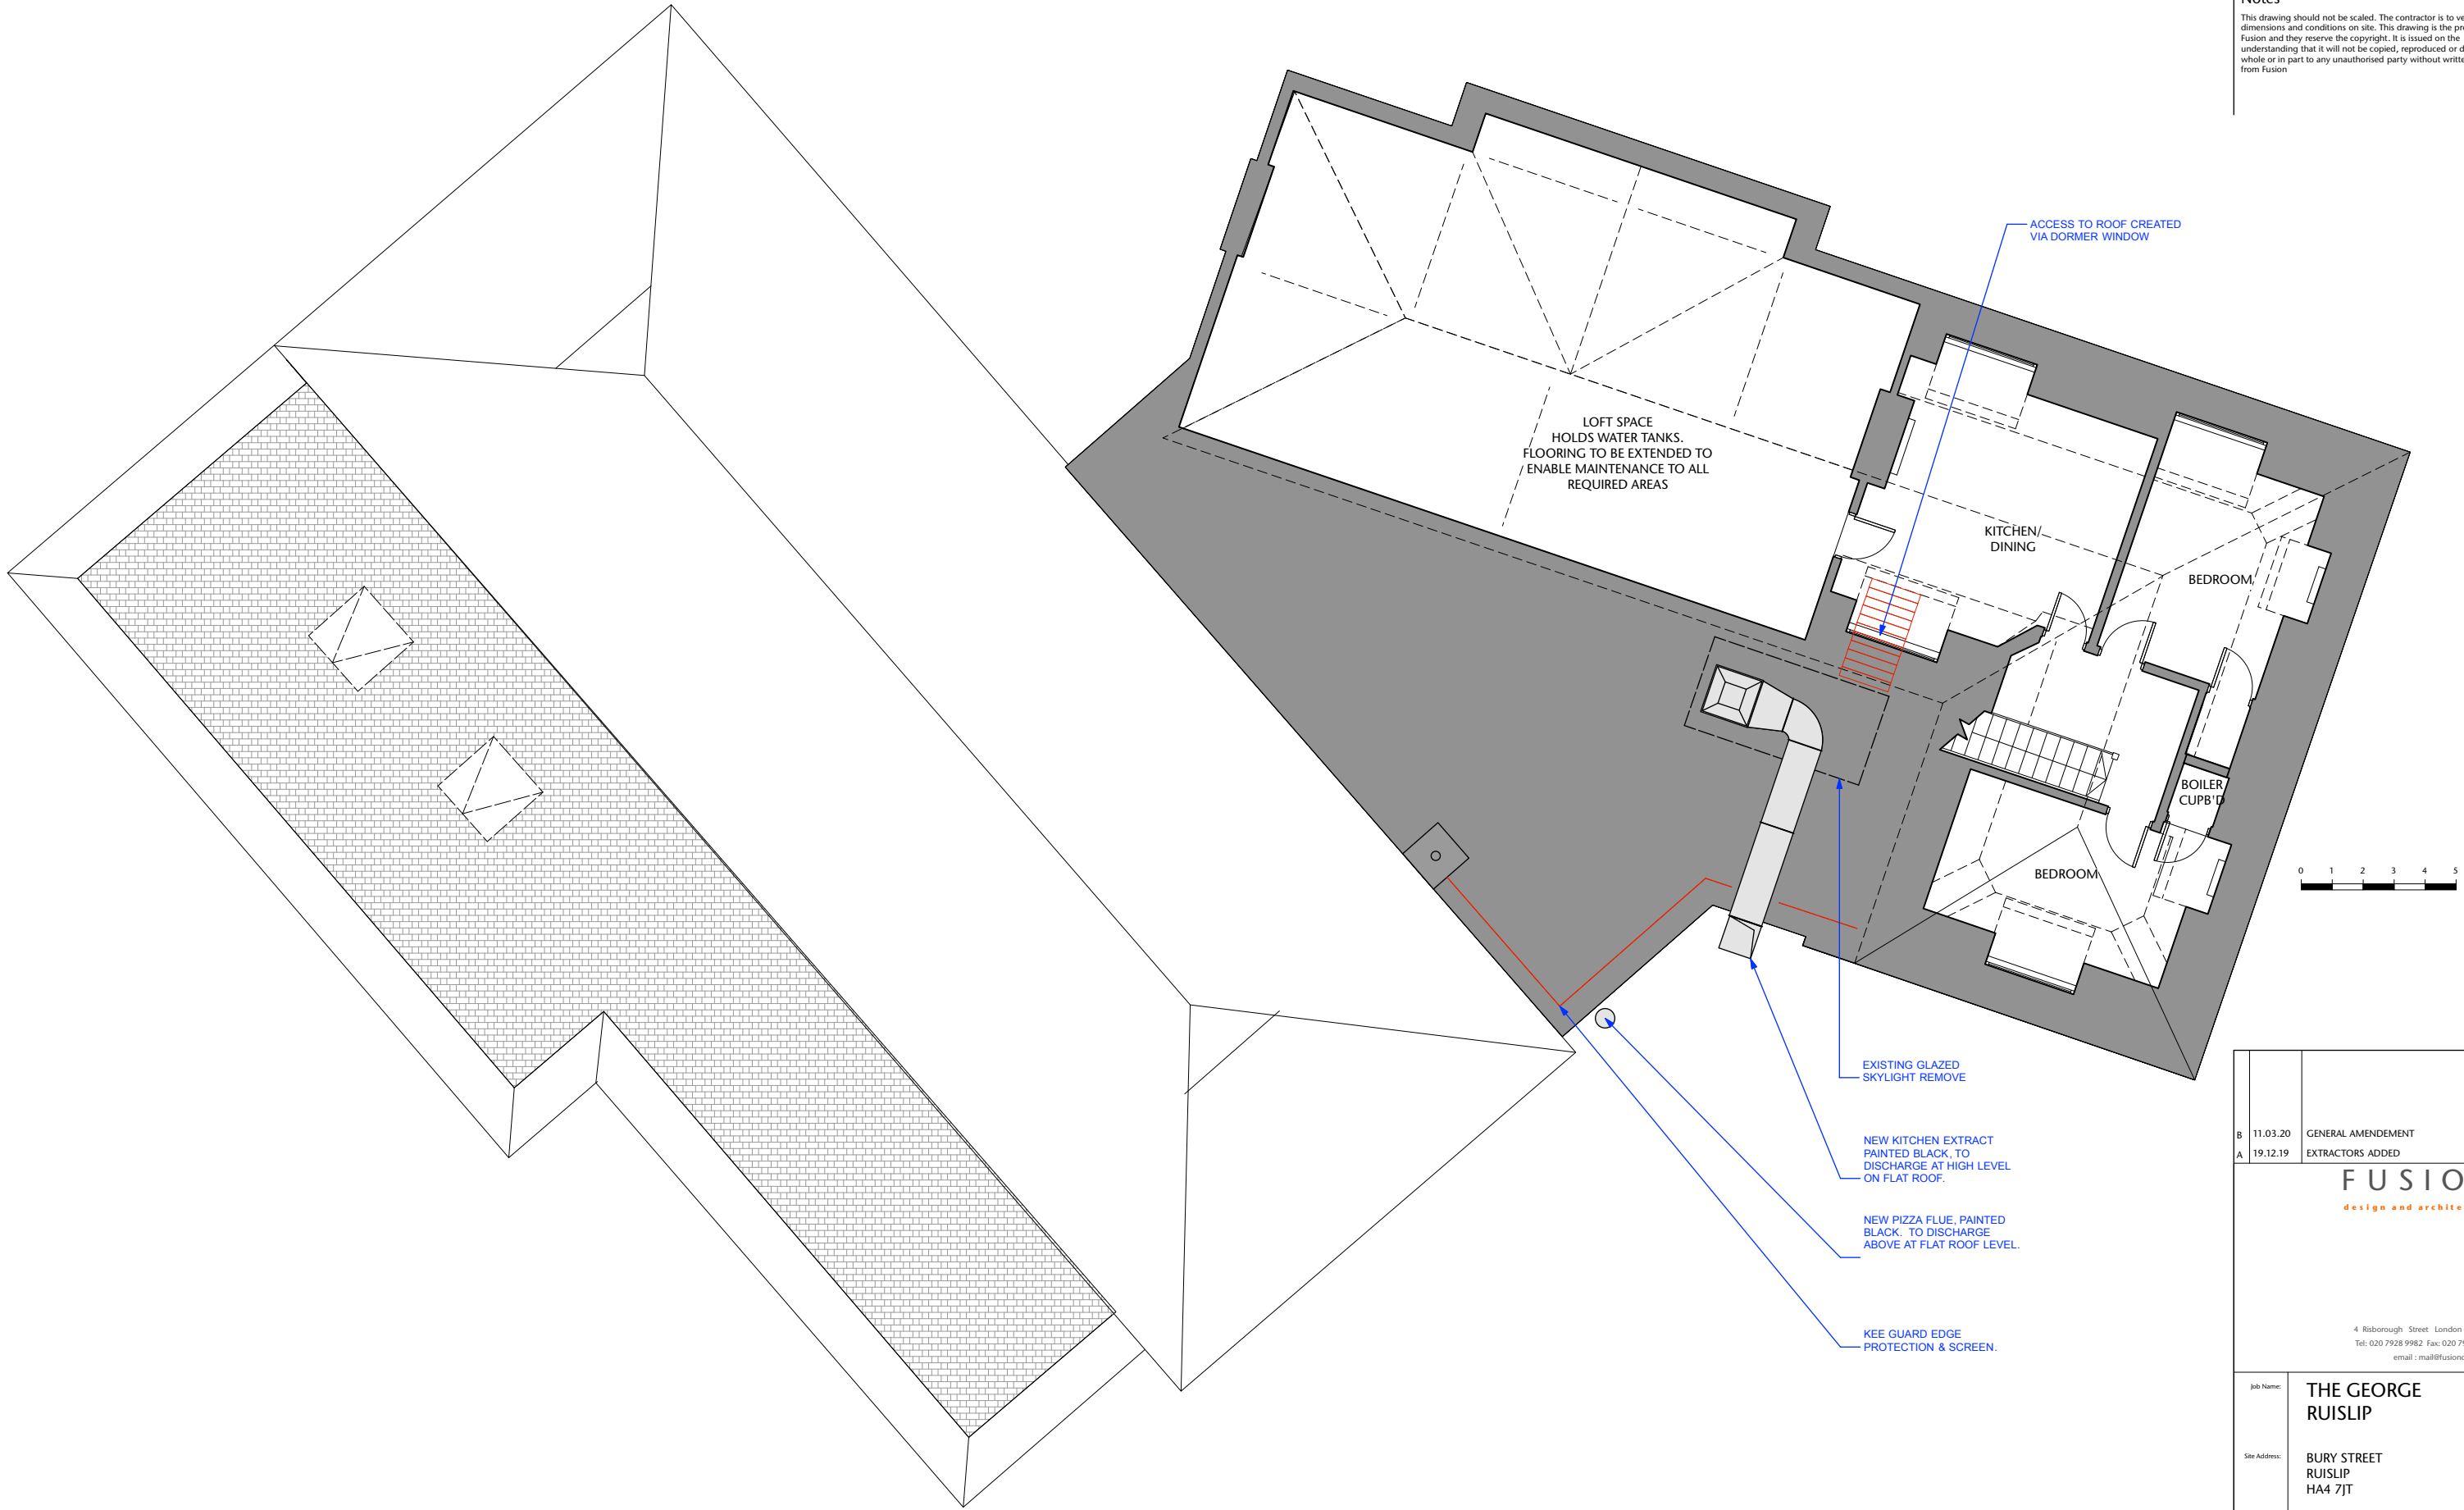 Notes
This drawing should not be scaled. The contractor is to
dimensions and conditions on site. This drawing is the
Fusion and they reserve the copyright. It is issued on the
understanding that it will not be copied, reproduced or
whole or in part to any unauthorised party without
from Fusion
ACCESS TO ROOF CREATED
VIA DORMER WINDOW
LOFT SPACE
HOLDS WATER TANKS.
FLOORING TO BE EXTENDED TO
ENABLE MAINTENANCE TO ALL
REQUIRED AREAS
KITCHEN/
DINING
BEDROOM
BOILER
CUPB'D
BEDROOM
0 1 2 3 4 5
EXISTING GLAZED
SKYLIGHT REMOVE
NEW KITCHEN EXTRACT
PAINTED BLACK, TO
DISCHARGE AT HIGH LEVEL
ON FLAT ROOF.
NEW PIZZA FLUE, PAINTED
BLACK. TO DISCHARGE
ABOVE AT FLAT ROOF LEVEL.
KEE GUARD EDGE
PROTECTION & SCREEN.
B 11.03.20 GENERAL AMENDEMENT
A 19.12.19 EXTRACTORS ADDED
FUSIO
design and archite
4 Risborough Street London
Tel: 020 7928 9982 Fax: 020 79
email : mail@fusion
Job Name:
THE GEORGE
RUISLIP
Site Address:
BURY STREET
RUISLIP
HA4 7JT